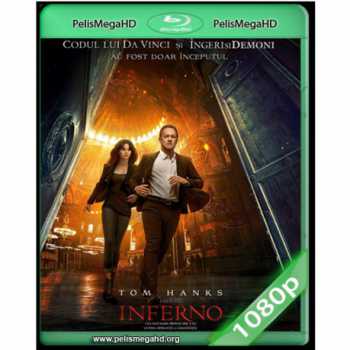 PelisMegaHD
PelisMegaHD
CODUL LUI DA VINCI ȘI ÎNGERI ȘI DEMONI
AU FOST DOAR ÎNCEPUTUL
TOM HANKS
INFERNO
1080p
www.pelismegahd.org